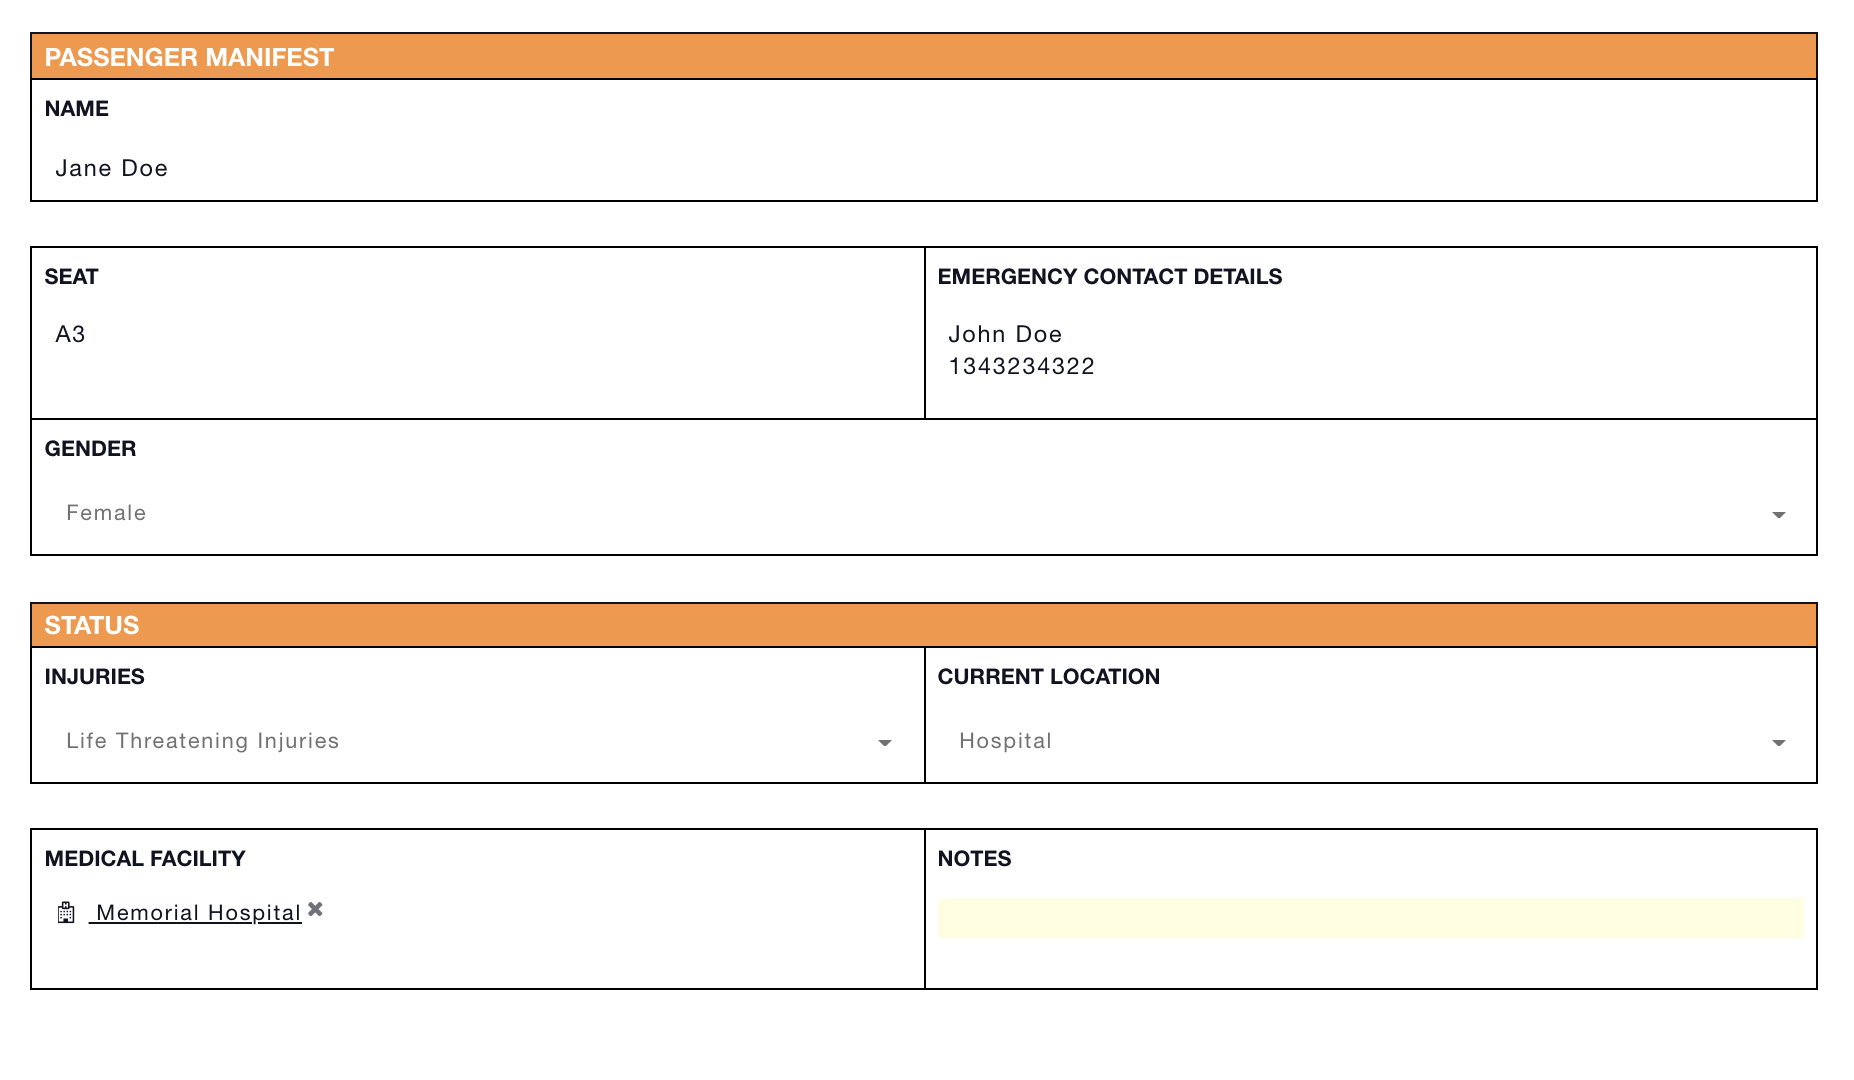 PASSENGER MANIFEST
NAME
Jane Doe
SEAT
A3
EMERGENCY CONTACT DETAILS
John Doe
1343234322
GENDER
Female
STATUS
INJURIES
Life Threatening Injuries
CURRENT LOCATION
Hospital
MEDICAL FACILITY
Memorial Hospital
NOTES